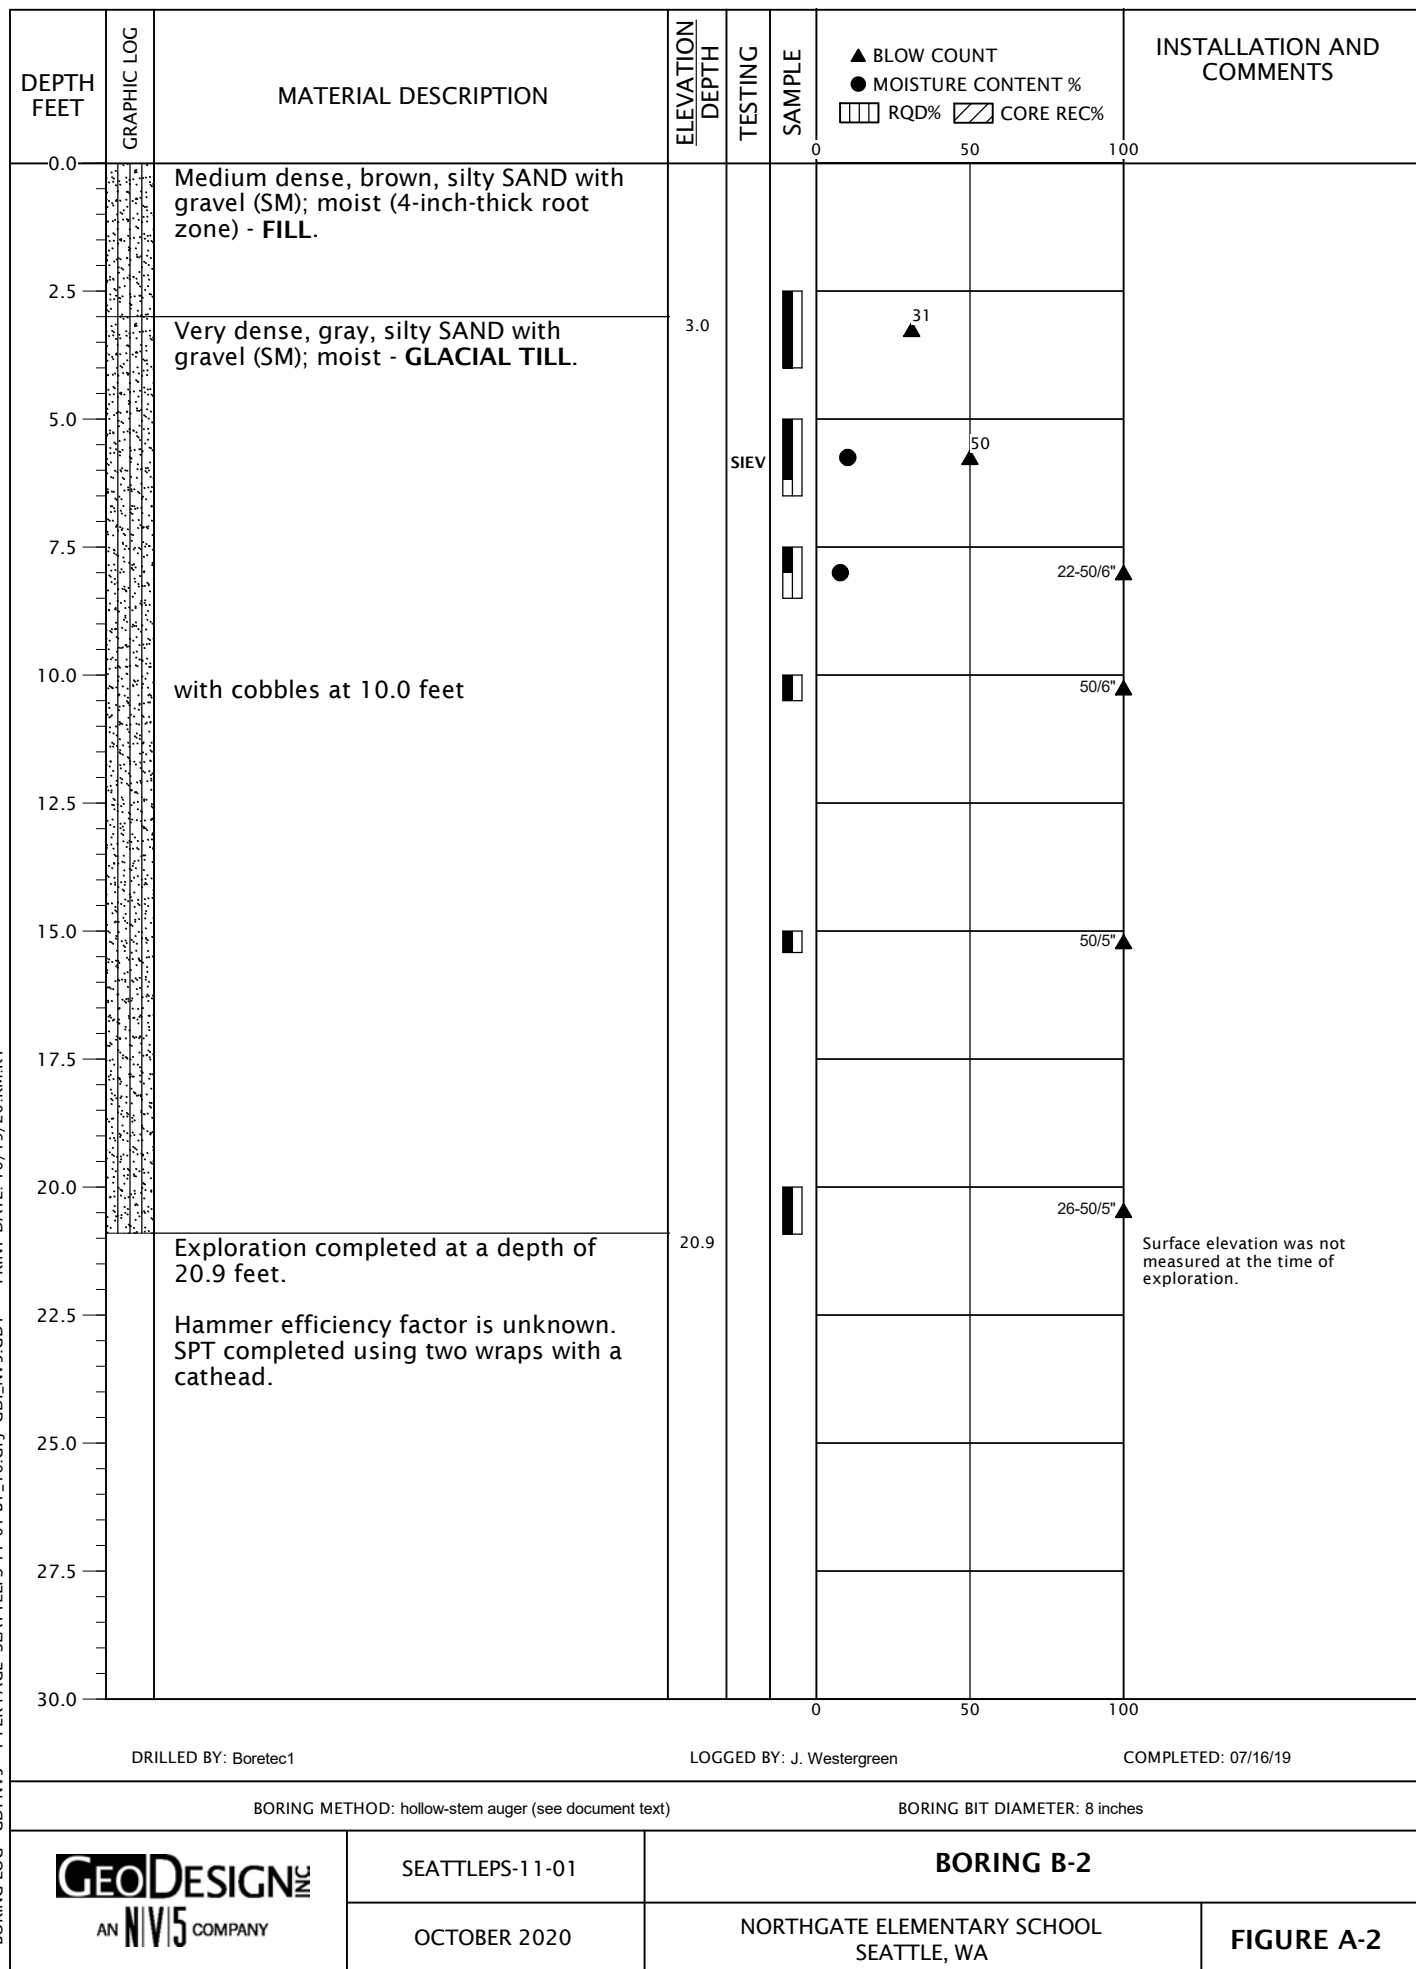 DEPTH
FEET
GRAPHIC LOG
MATERIAL DESCRIPTION
ELEVATION
DEPTH
TESTING
SAMPLE
▲ BLOW COUNT
● MOISTURE CONTENT %
RQD% CORE REC%
INSTALLATION AND
COMMENTS
0 50 100
0.0
Medium dense, brown, silty SAND with
gravel (SM); moist (4-inch-thick root
zone) - FILL.
2.5
31
3.0
Very dense, gray, silty SAND with
gravel (SM); moist - GLACIAL TILL.
5.0
50
SIEV
7.5
22-50/6"
10.0
with cobbles at 10.0 feet
50/6"
12.5
15.0
50/5"
17.5
20.0
26-50/5"
20.9
Exploration completed at a depth of
20.9 feet.
Surface elevation was not
measured at the time of
exploration.
22.5
Hammer efficiency factor is unknown.
SPT completed using two wraps with a
cathead.
25.0
27.5
30.0
0 50 100
DRILLED BY: Boretec1
LOGGED BY: J. Westergreen
COMPLETED: 07/16/19
BORING METHOD: hollow-stem auger (see document text)
BORING BIT DIAMETER: 8 inches
GEODESIGN INC
AN N|V|5 COMPANY
SEATTLEPS-11-01
OCTOBER 2020
BORING B-2
NORTHGATE ELEMENTARY SCHOOL
SEATTLE, WA
FIGURE A-2